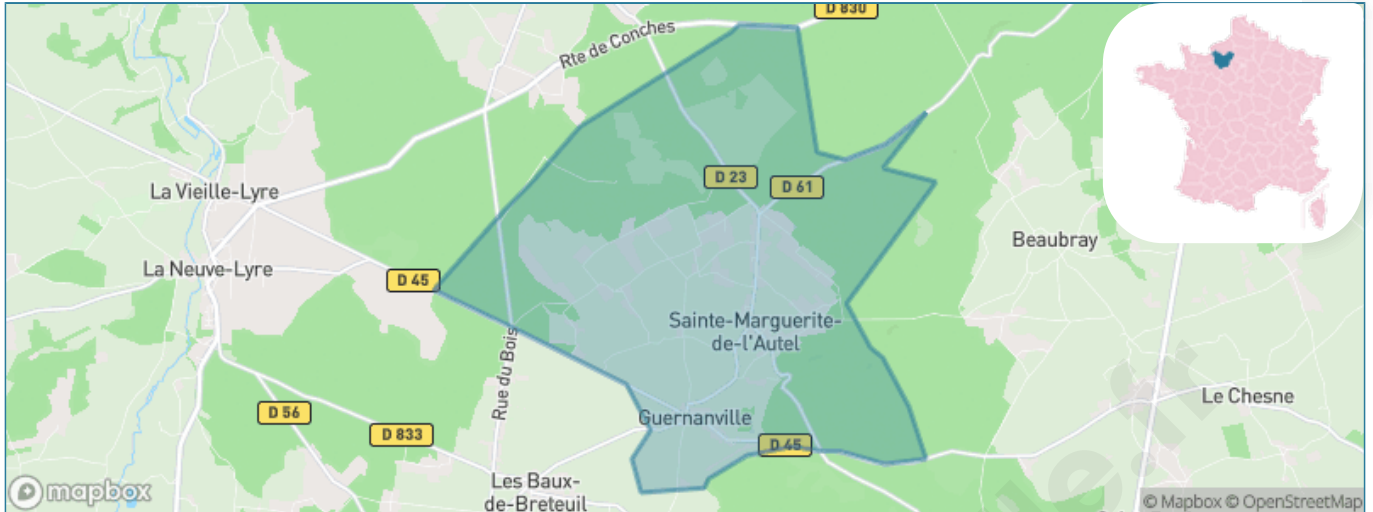 D 830
Rte de Conches
La Vieille-Lyre
D 23
D 61
Beaubray
La Neuve-Lyre
D 45
Sainte-Marguerite-
de-l'Autel
Rue du Bois
Le Chesne
D 56
Guernanville
D 833
D 45
Les Baux-
de-Breteuil
mapbox
© Mapbox © OpenStreetMap